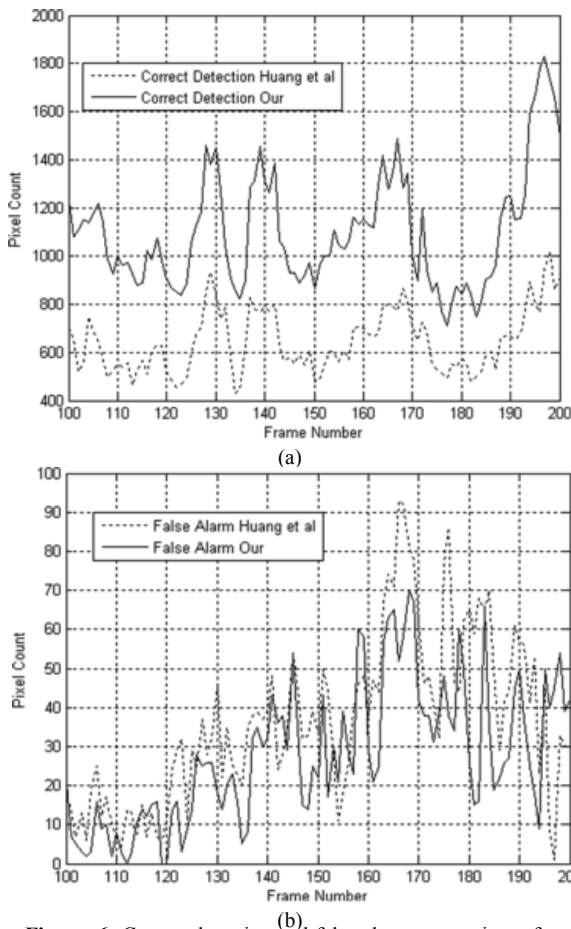 2000
1800
1600
1400
1200
1000
800
600
400
Pixel Count
Correct Detection Huang et al
Correct Detection Our
100 110 120 130 140 150 160 170 180 190 200
Frame Number
(a)
100
90
80
70
60
50
40
30
20
10
0
Pixel Count
False Alarm Huang et al
False Alarm Our
100 110 120 130 140 150 160 170 180 190 200
Frame Number
(b)